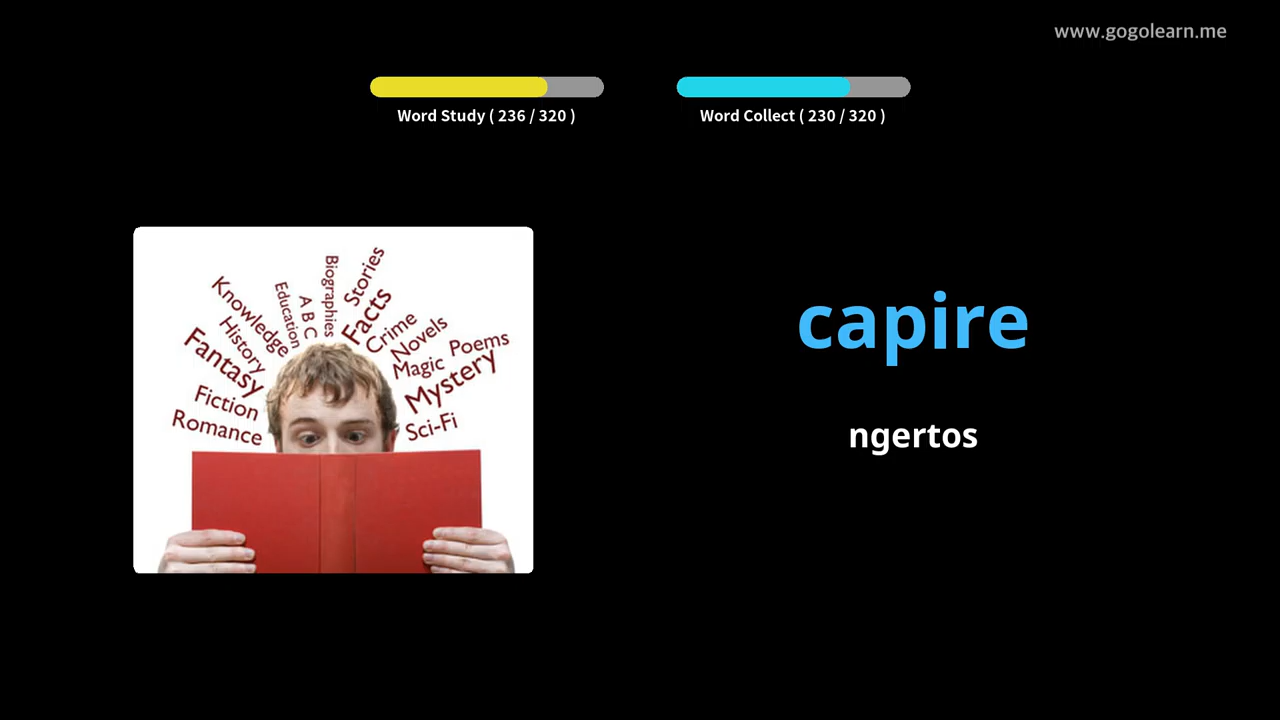 www.gogolearn.me
Word Study ( 236 / 320 )
Word Collect ( 230 / 320 )
Knowledge
Education
A B C
Biographies
Stories
Facts
History
Crime
Novels
Poems
Fantasy
Magic
Mystery
Fiction
Romance
Sci-Fi
capire
ngertos